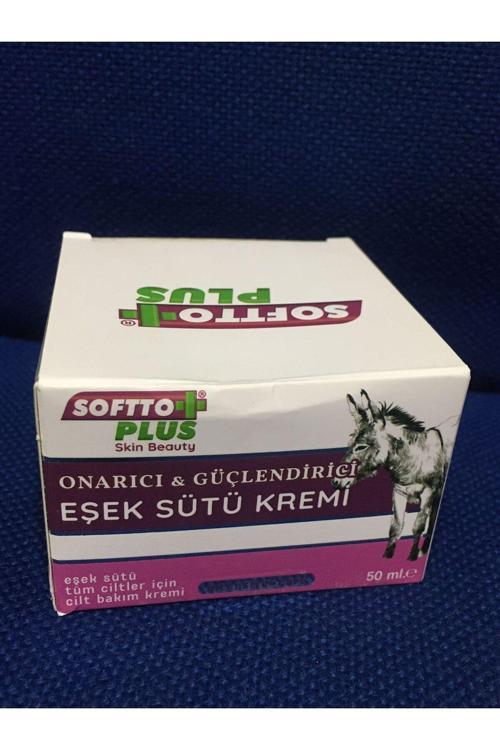 SOFTTO
PLUS
SOFTTO
PLUS
Skin Beauty
ONARICI & GÜÇLENDİRİCİ
EŞEK SÜTÜ KREMİ
eşek sütü
tüm ciltler için
cilt bakım kremi
50 ml.℮